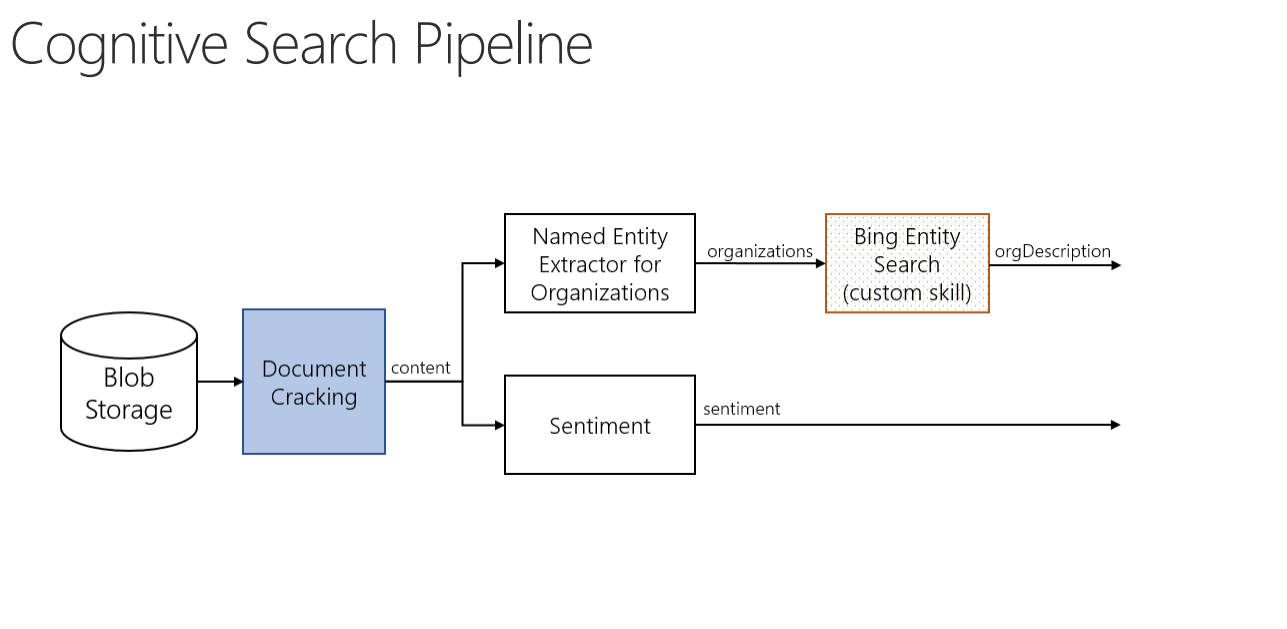 Cognitive Search Pipeline
Blob
Storage
Document
Cracking
content
Named Entity
Extractor for
Organizations
organizations
Bing Entity
Search
(custom skill)
orgDescription
Sentiment
sentiment